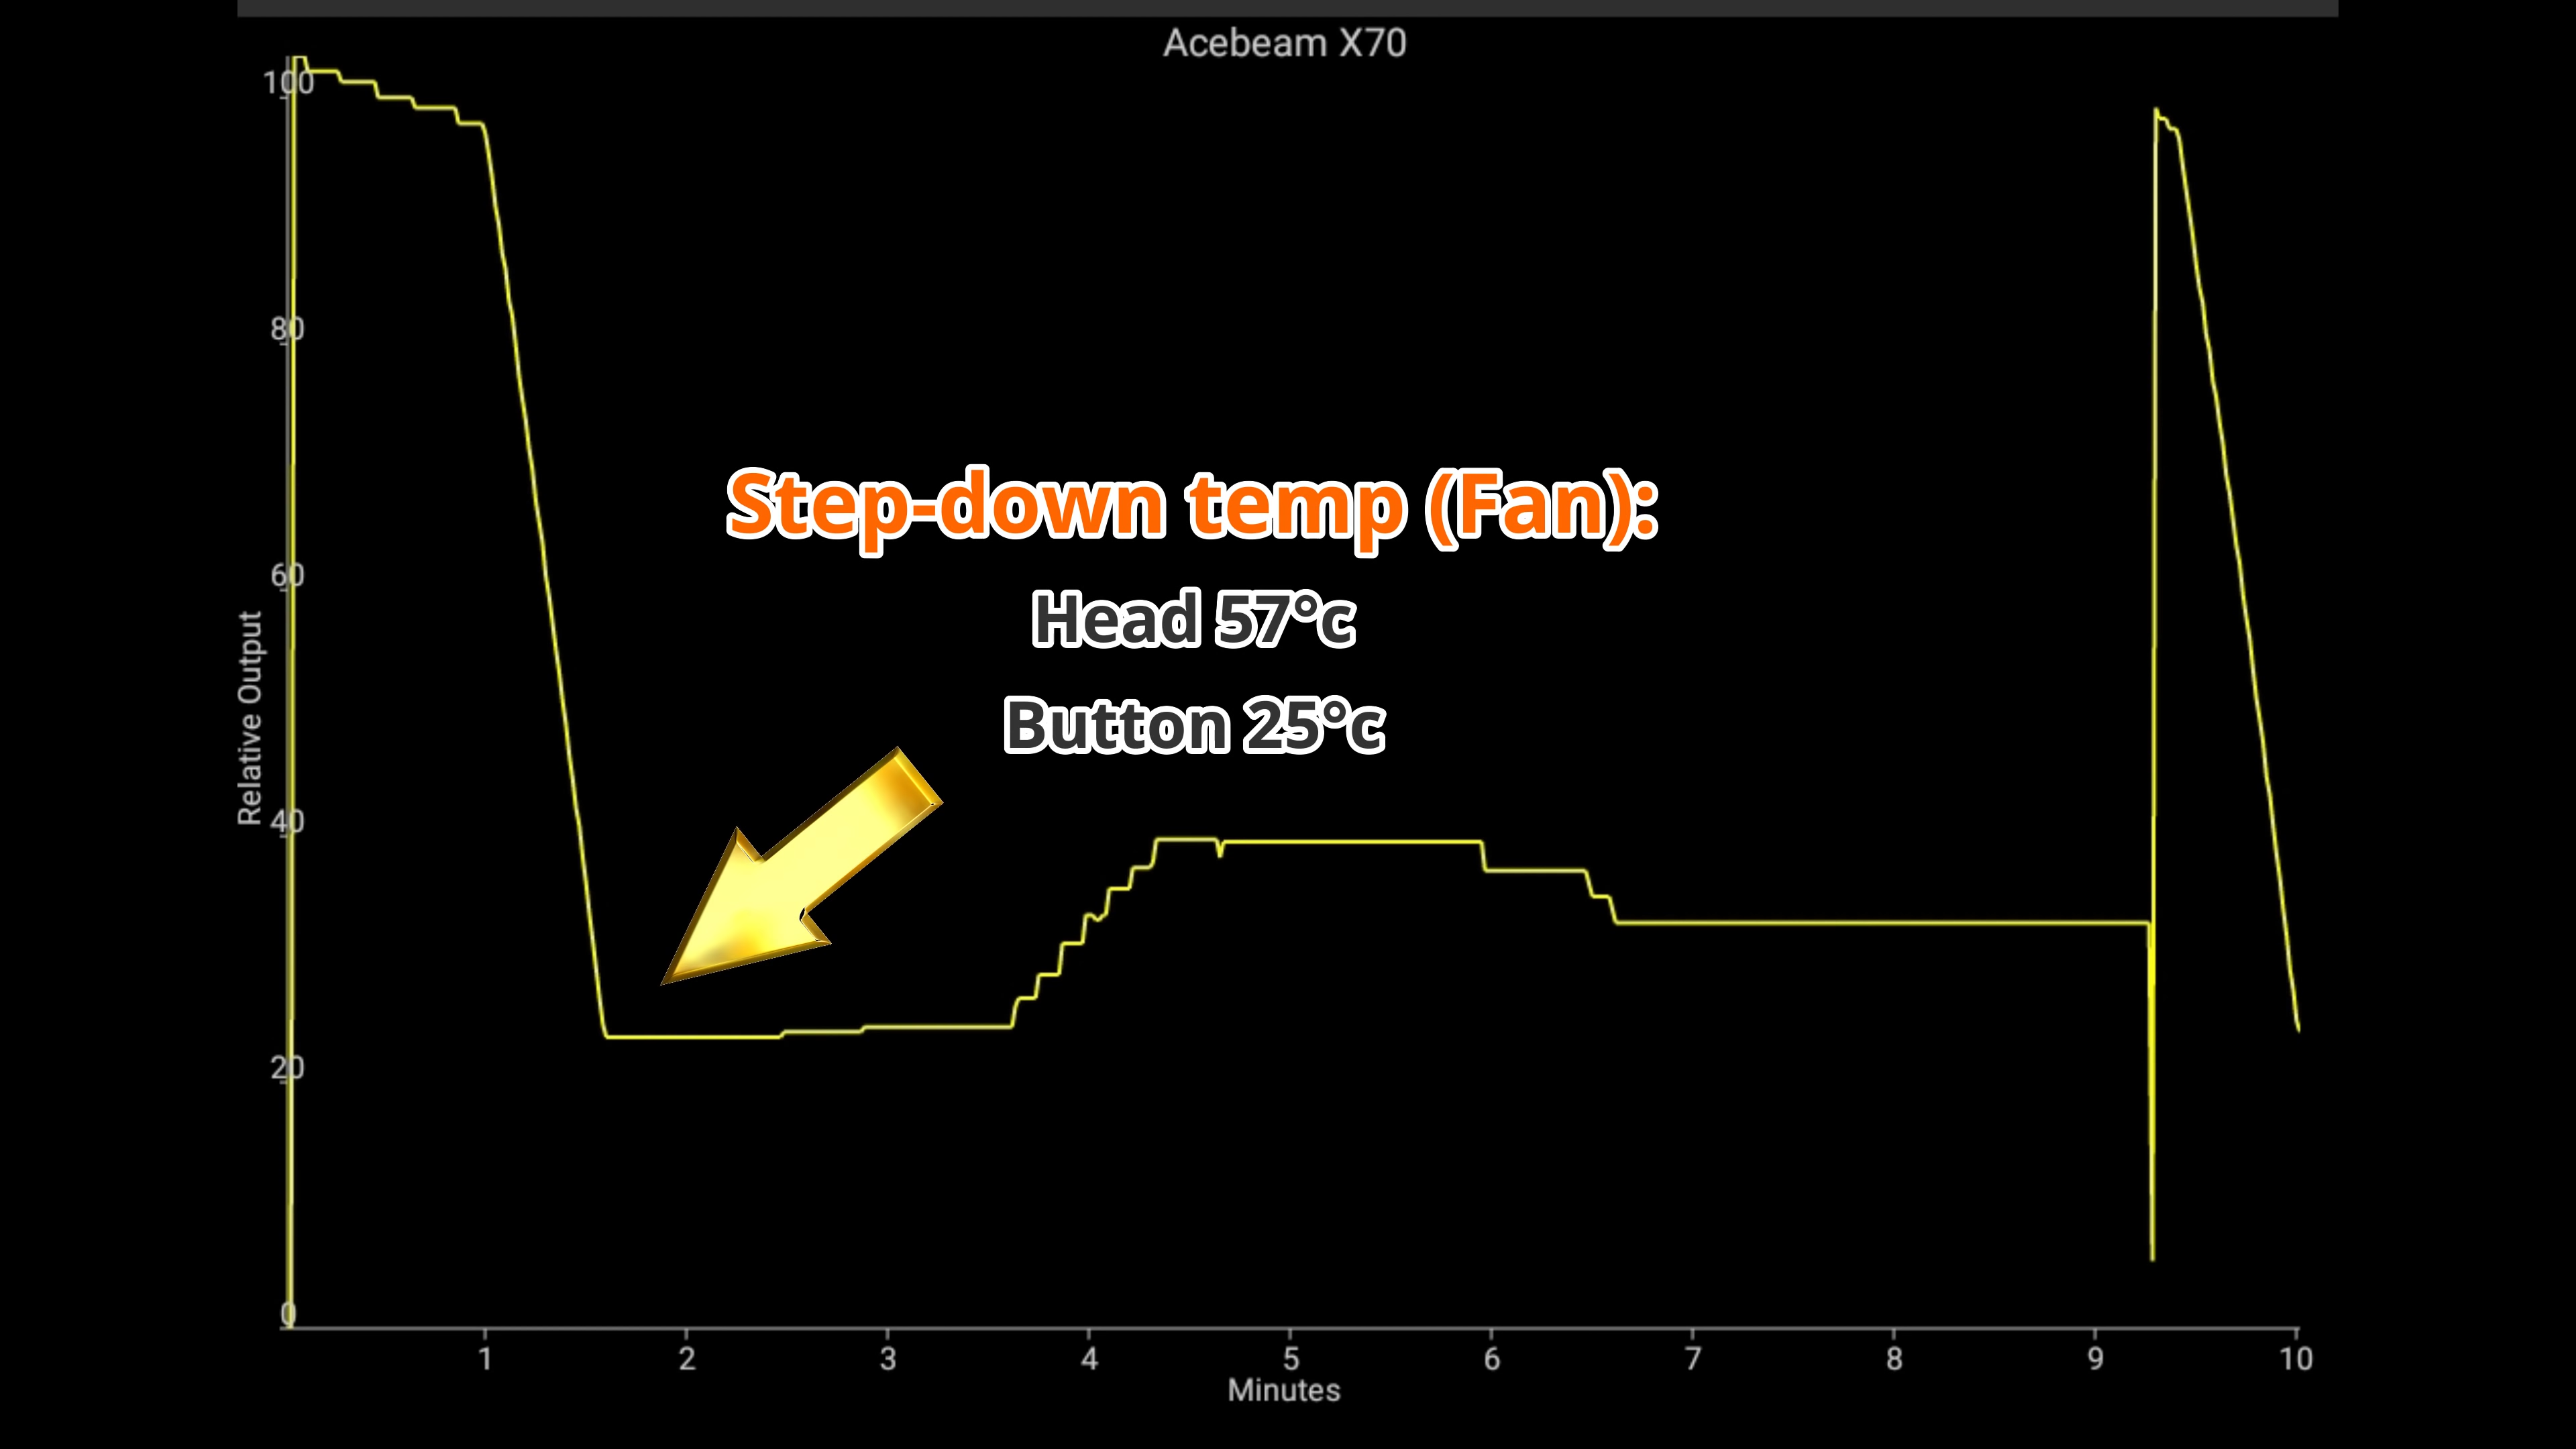 Acebeam X70
100
80
60
40
20
0
Relative Output
Step-down temp (Fan):
Head 57°c
Button 25°c
1 2 3 4 5 6 7 8 9 10
Minutes